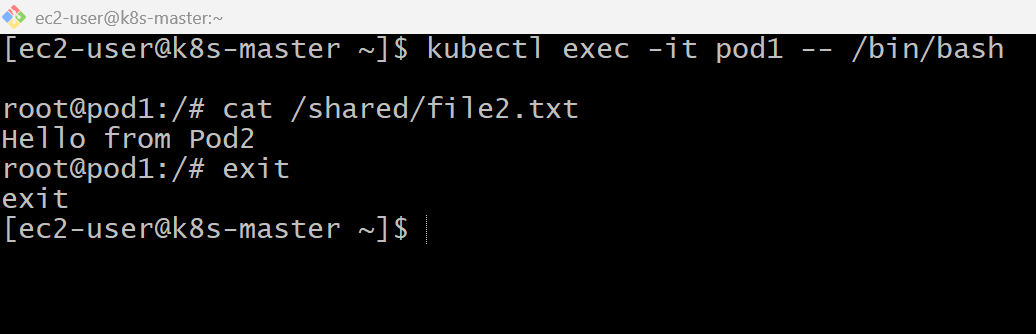 ec2-user@k8s-master:~
[ec2-user@k8s-master ~]$ kubectl exec -it pod1 -- /bin/bash
root@pod1:/# cat /shared/file2.txt
Hello from Pod2
root@pod1:/# exit
exit
[ec2-user@k8s-master ~]$